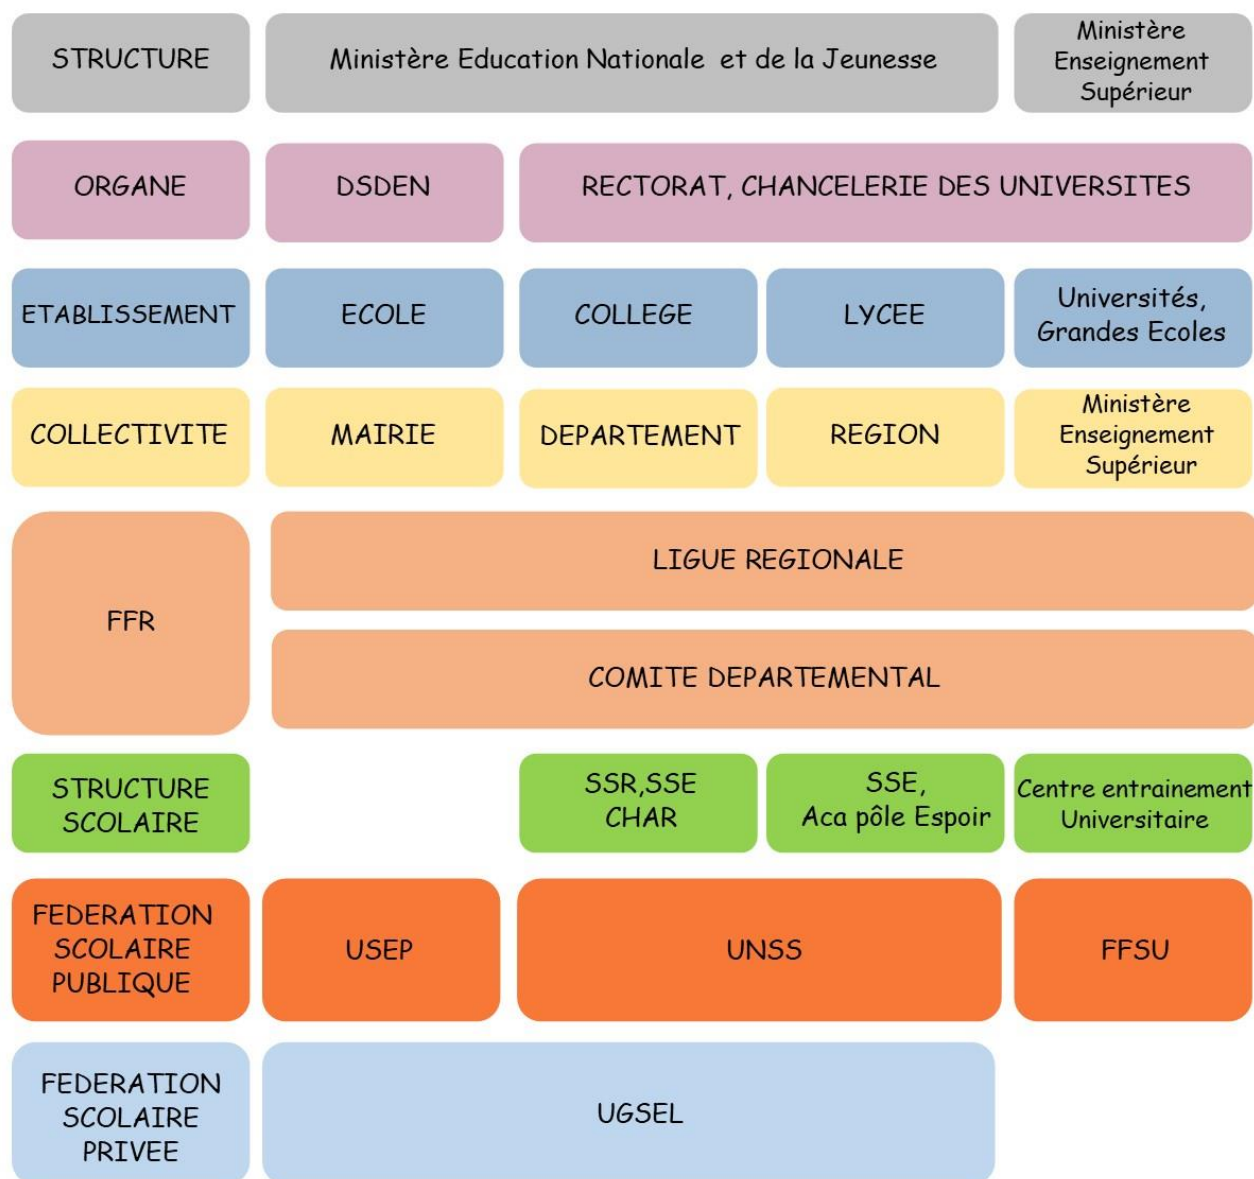 STRUCTURE
Ministère Education Nationale et de la Jeunesse
Ministère
Enseignement
Supérieur
ORGANE
DSDEN
RECTORAT, CHANCELERIE DES UNIVERSITES
ETABLISSEMENT
ECOLE
COLLEGE
LYCEE
Universités,
Grandes Ecoles
COLLECTIVITE
MAIRIE
DEPARTEMENT
REGION
Ministère
Enseignement
Supérieur
FFR
LIGUE REGIONALE
COMITE DEPARTEMENTAL
STRUCTURE
SCOLAIRE
SSR,SSE
CHAR
SSE,
Aca pôle Espoir
Centre entrainement
Universitaire
FEDERATION
SCOLAIRE
PUBLIQUE
USEP
UNSS
FFSU
FEDERATION
SCOLAIRE
PRIVEE
UGSEL